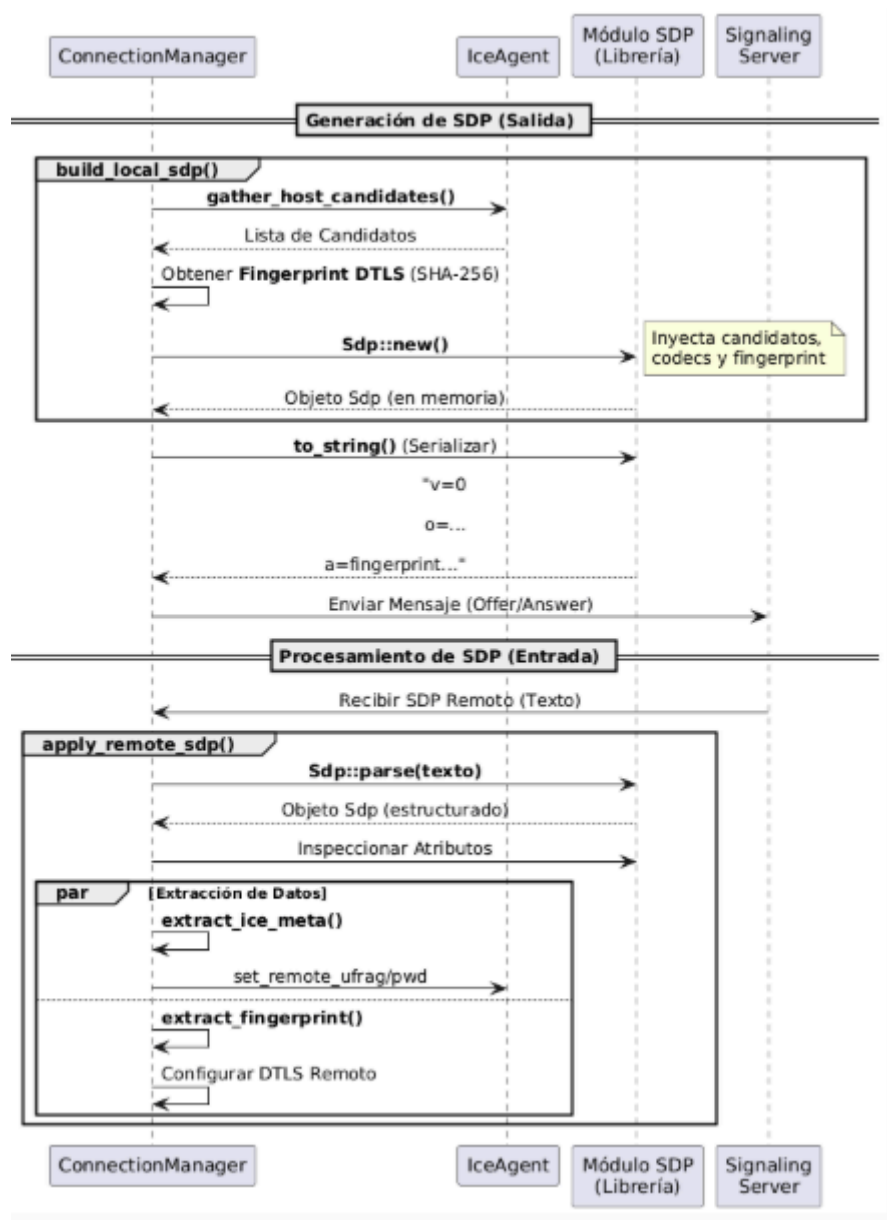 ConnectionManager
IceAgent
Módulo SDP
(Librería)
Signaling
Server
Generación de SDP (Salida)
build_local_sdp()
gather_host_candidates()
Lista de Candidatos
Obtener Fingerprint DTLS (SHA-256)
Sdp::new()
Inyecta candidatos,
codecs y fingerprint
Objeto Sdp (en memoria)
to_string() (Serializar)
"v=0
o=...
a=fingerprint..."
Enviar Mensaje (Offer/Answer)
Procesamiento de SDP (Entrada)
Recibir SDP Remoto (Texto)
apply_remote_sdp()
Sdp::parse(texto)
Objeto Sdp (estructurado)
Inspeccionar Atributos
par
[Extracción de Datos]
extract_ice_meta()
set_remote_ufrag/pwd
extract_fingerprint()
Configurar DTLS Remoto
ConnectionManager
IceAgent
Módulo SDP
(Librería)
Signaling
Server